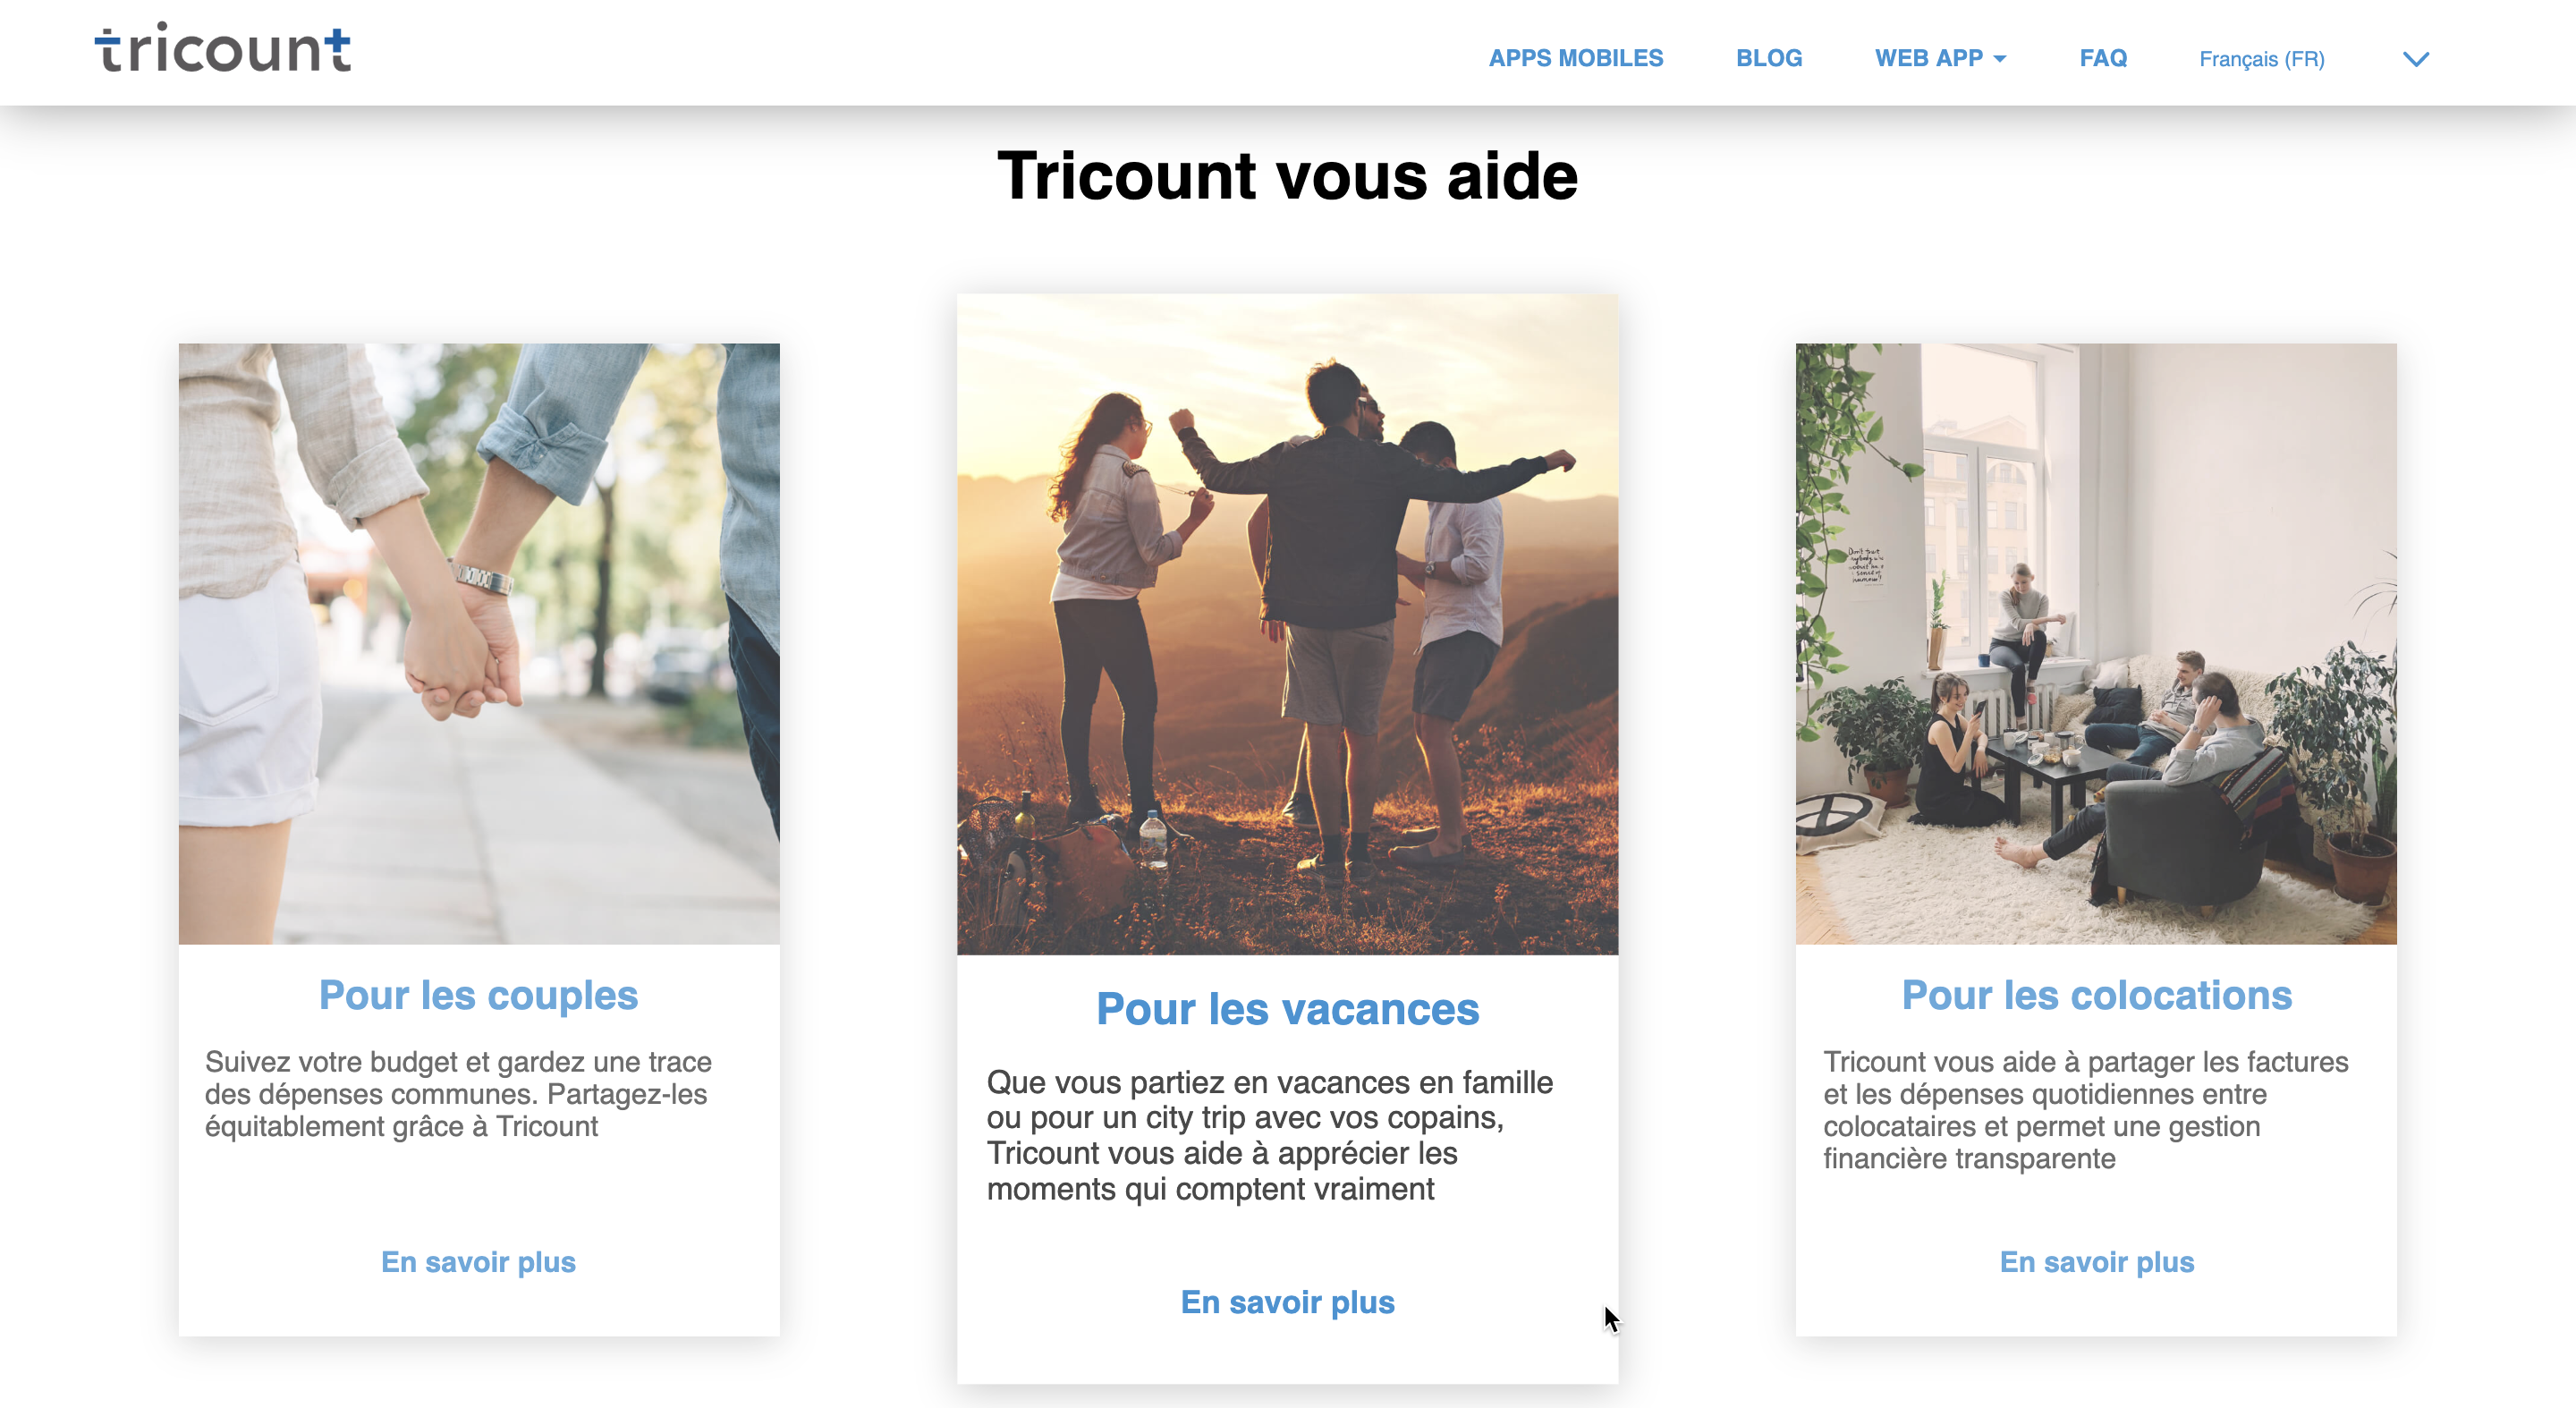 tricount
APPS MOBILES
BLOG
WEB APP
FAQ
Français (FR)
Tricount vous aide
Pour les couples
Suivez votre budget et gardez une trace
des dépenses communes. Partagez-les
équitablement grâce à Tricount
En savoir plus
Pour les vacances
Que vous partiez en vacances en famille
ou pour un city trip avec vos copains,
Tricount vous aide à apprécier les
moments qui comptent vraiment
En savoir plus
Don't trust
Pour les colocations
Tricount vous aide à partager les factures
et les dépenses quotidiennes entre
colocataires et permet une gestion
financière transparente
En savoir plus